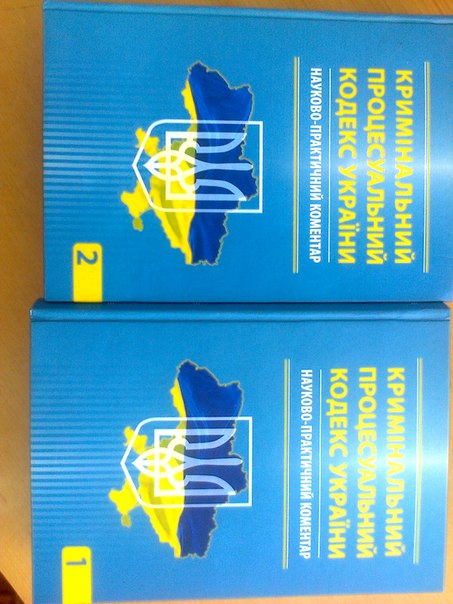 КРИМІНАЛЬНИЙ
ПРОЦЕСУАЛЬНИЙ
КОДЕКС УКРАЇНИ
НАУКОВО-ПРАКТИЧНИЙ КОМЕНТАР
2
КРИМІНАЛЬНИЙ
ПРОЦЕСУАЛЬНИЙ
КОДЕКС УКРАЇНИ
НАУКОВО-ПРАКТИЧНИЙ КОМЕНТАР
1